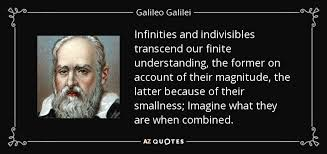 Galileo Galilei
Infinities and indivisibles
transcend our finite
understanding, the former on
account of their magnitude, the
latter because of their
smallness; Imagine what they
are when combined.
AZ QUOTES